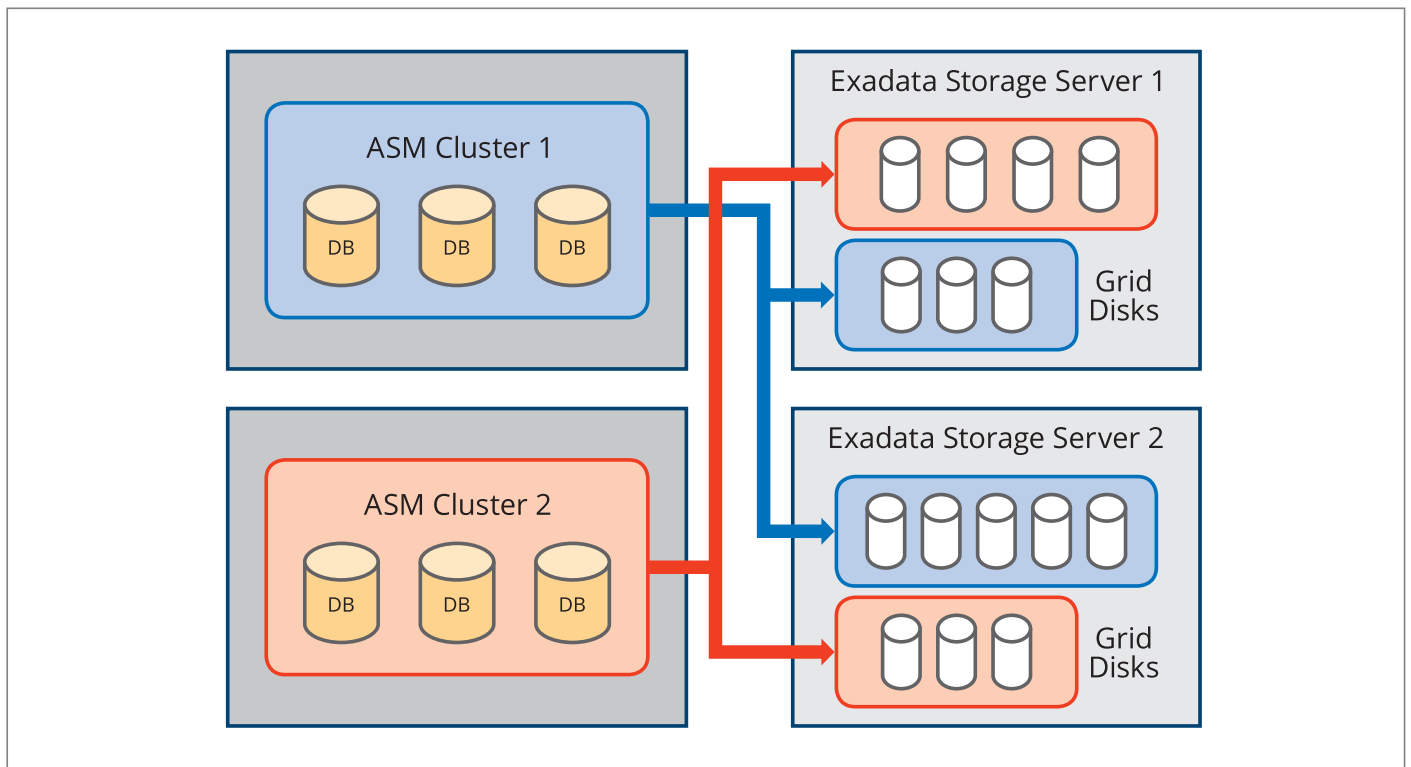 ASM Cluster 1
DB
DB
DB
Exadata Storage Server 1
Grid
Disks
ASM Cluster 2
DB
DB
DB
Exadata Storage Server 2
Grid
Disks